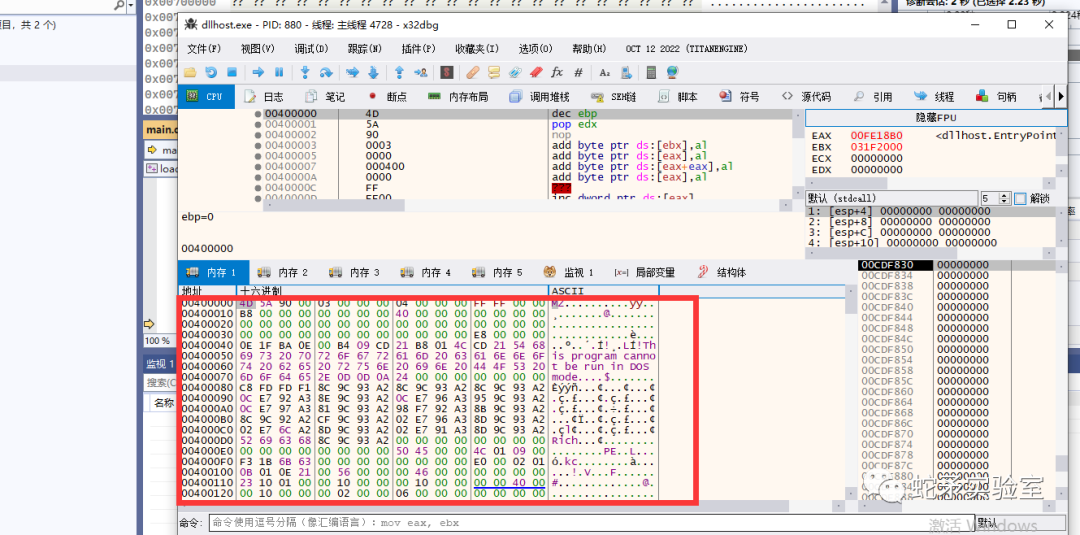 项目，共 2 个)
0x00700000 ?? ?? ?? ?? ?? ?? ?? ?? ?? ?? ?? ?? ?? ?? ?? ??
诊断会话: 2 秒 (已选择 2.23 秒)
dllhost.exe - PID: 880 - 线程: 主线程 4728 - x32dbg
文件(F) 视图(V) 调试(D) 跟踪(N) 插件(P) 收藏夹(I) 选项(O) 帮助(H) OCT 12 2022 (TITANENGINE)
CPU 日志 笔记 断点 内存布局 调用堆栈 SEH链 脚本 符号 源代码 引用 线程 句柄
00400000 4D dec ebp
00400001 5A pop edx
00400002 90 nop
00400003 0003 add byte ptr ds:[ebx],al
00400005 0000 add byte ptr ds:[eax],al
00400007 000400 add byte ptr ds:[eax+eax],al
0040000A 0000 add byte ptr ds:[eax],al
0040000C FF ???
0040000D FF00 inc dword ptr ds:[eax]
隐藏FPU
EAX 00FE18B0 <dllhost.EntryPoint
EBX 031F2000
ECX 00000000
EDX 00000000
默认 (stdcall) 5 解锁
1: [esp+4] 00000000 00000000
2: [esp+8] 00000000 00000000
3: [esp+C] 00000000 00000000
4: [esp+10] 00000000 00000000
ebp=0
00400000
内存 1 内存 2 内存 3 内存 4 内存 5 监视 1 [x=] 局部变量 结构体
地址 十六进制 ASCII
00400000 4D 5A 90 00 03 00 00 00 04 00 00 00 FF FF 00 00 MZ..........ÿÿ..
00400010 B8 00 00 00 00 00 00 00 40 00 00 00 00 00 00 00 ¸.......@.......
00400020 00 00 00 00 00 00 00 00 00 00 00 00 00 00 00 00 ................
00400030 00 00 00 00 00 00 00 00 00 00 00 00 E8 00 00 00 ............è...
00400040 0E 1F BA 0E 00 B4 09 CD 21 B8 01 4C CD 21 54 68 ..º..´.Í!¸.LÍ!Th
00400050 69 73 20 70 72 6F 67 72 61 6D 20 63 61 6E 6E 6F is program canno
00400060 74 20 62 65 20 72 75 6E 20 69 6E 20 44 4F 53 20 t be run in DOS
00400070 6D 6F 64 65 2E 0D 0D 0A 24 00 00 00 00 00 00 00 mode....$.......
00400080 C8 FD FD F1 8C 9C 93 A2 8C 9C 93 A2 8C 9C 93 A2 Èýýñ...¢...¢...¢
00400090 0C E7 92 A3 8E 9C 93 A2 0C E7 96 A3 95 9C 93 A2 .ç.£...¢.ç.£...¢
004000A0 0C E7 97 A3 81 9C 93 A2 98 F7 92 A3 8B 9C 93 A2 .ç.£...¢.÷.£...¢
004000B0 8C 9C 92 A2 CF 9C 93 A2 02 E7 96 A3 8D 9C 93 A2 ...¢Ï..¢.ç.£...¢
004000C0 02 E7 6C A2 8D 9C 93 A2 02 E7 91 A3 8D 9C 93 A2 .çl¢...¢.ç.£...¢
004000D0 52 69 63 68 8C 9C 93 A2 00 00 00 00 00 00 00 00 Rich...¢........
004000E0 00 00 00 00 00 00 00 00 50 45 00 00 4C 01 09 00 ........PE..L...
004000F0 F3 1B 6B 63 00 00 00 00 00 00 00 00 E0 00 02 01 ó.kc........à...
00400100 0B 01 0E 21 00 56 00 00 00 46 00 00 00 00 00 00 ...!.V...F......
00400110 23 10 01 00 00 10 00 00 00 10 00 00 00 00 40 00 #.............@.
00400120 00 10 00 00 00 02 00 00 06 00 00 00 00 00 00 00 ................
00CDF830 00000000
00CDF834 00000000
00CDF838 00000000
00CDF83C 00000000
00CDF840 00000000
00CDF844 00000000
00CDF848 00000000
00CDF84C 00000000
00CDF850 00000000
00CDF854 00000000
00CDF858 00000000
00CDF85C 00000000
00CDF860 00000000
00CDF864 00000000
00CDF868 00000000
00CDF86C 00000000
00CDF870 00000000
00CDF874 00000000
00CDF878 00000000
00CDF87C 00000000
100 %
监视 1
搜索(C
名称
命令: 命令使用逗号分隔（像汇编语言）: mov eax, ebx 默认
激活 Windows